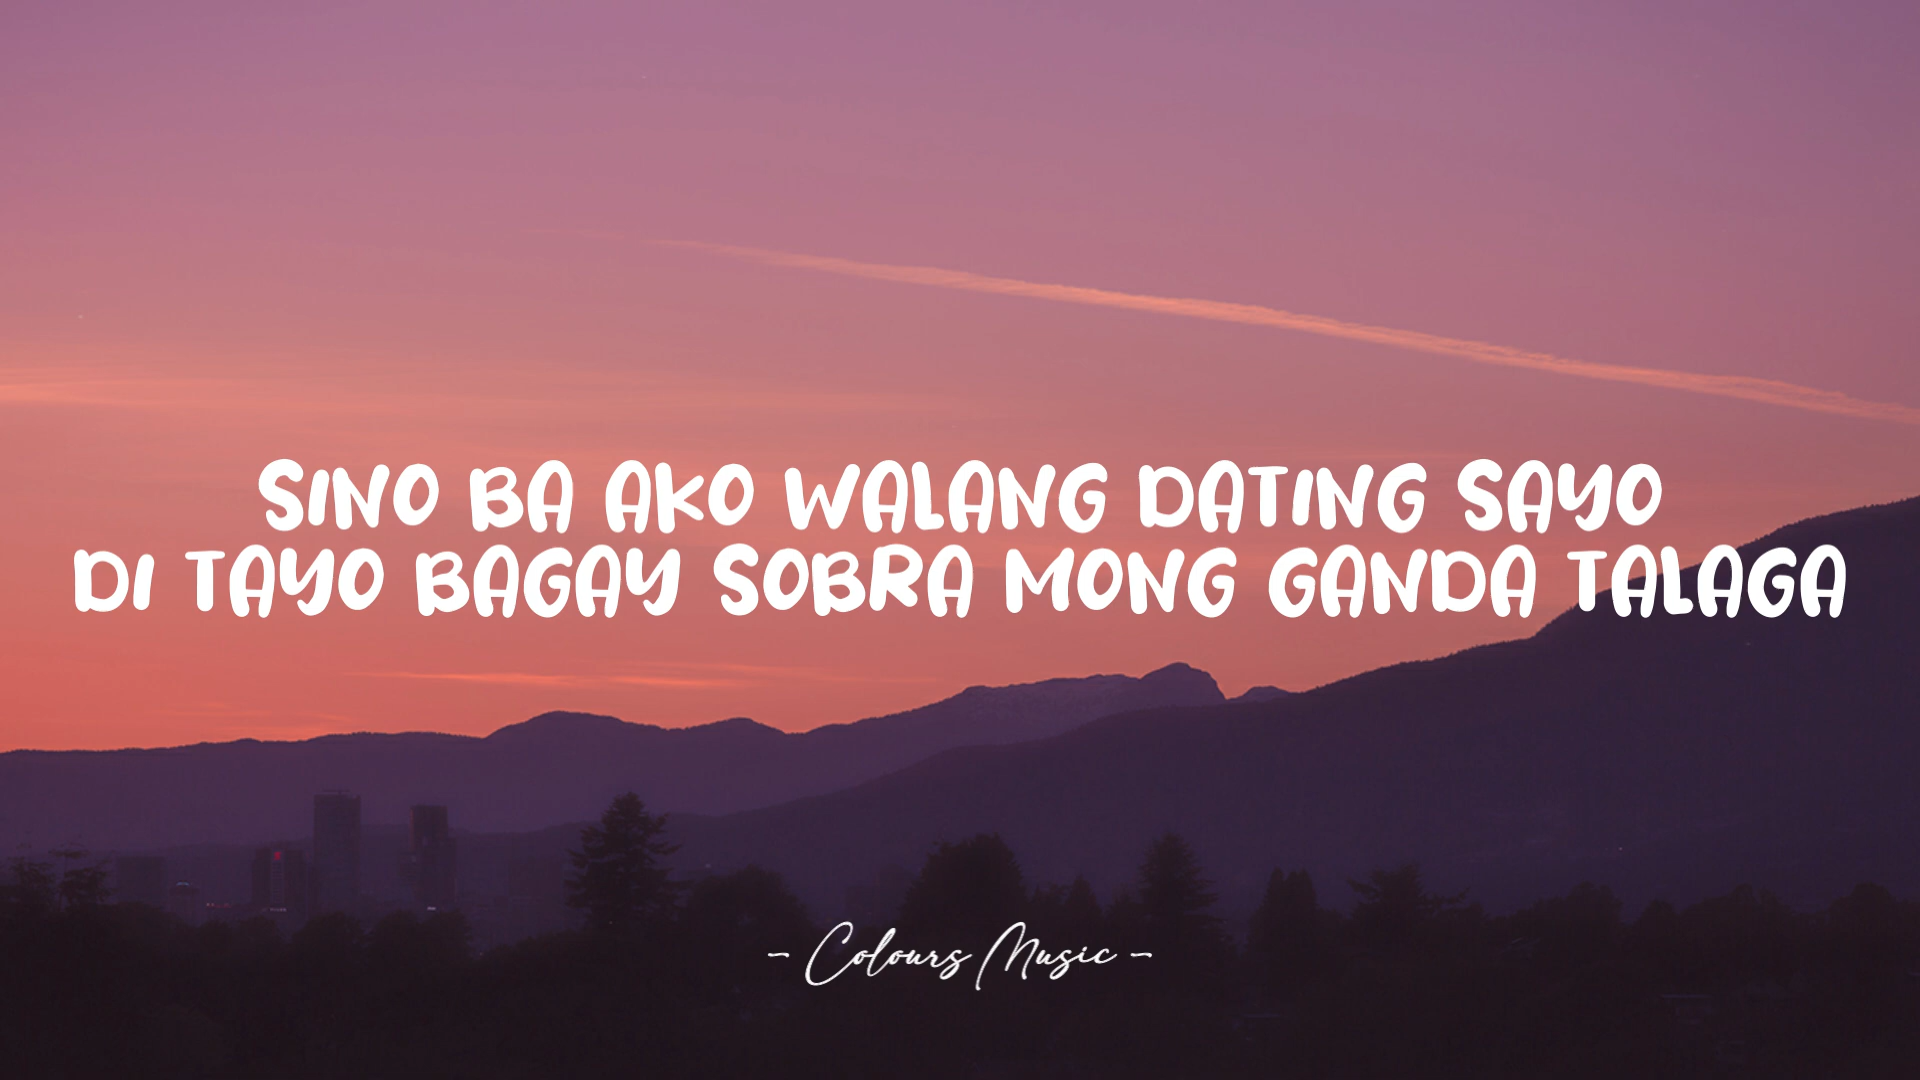 SINO BA AKO WALANG DATING SAYO
DI TAYO BAGAY SOBRA MONG GANDA TALAGA
- Colours Music -